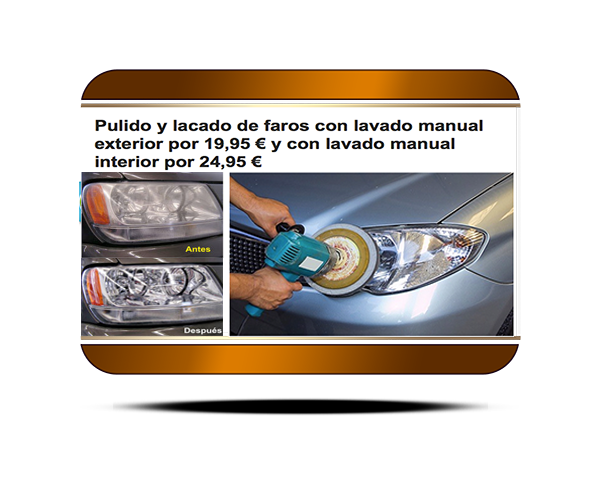 Pulido y lacado de faros con lavado manual
exterior por 19,95 € y con lavado manual
interior por 24,95 €
Antes
Después